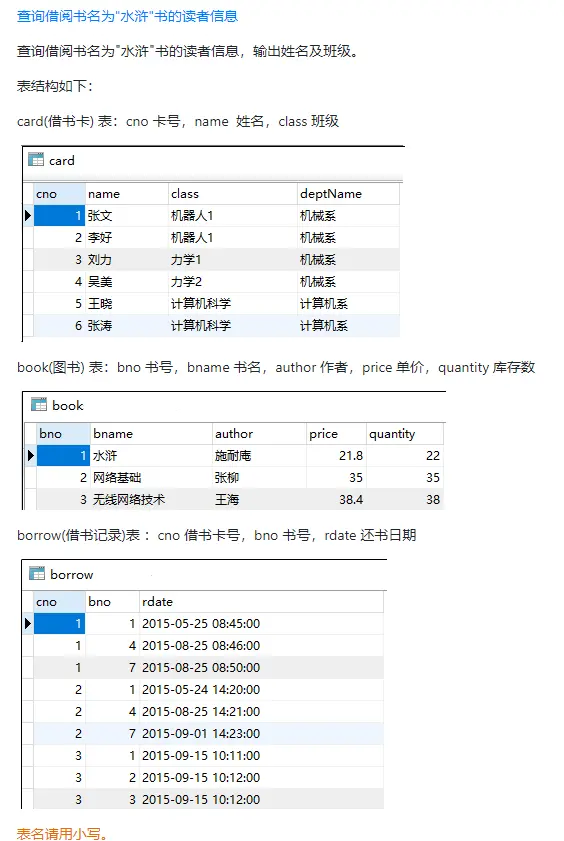 查询借阅书名为"水浒"书的读者信息
查询借阅书名为"水浒"书的读者信息，输出姓名及班级。
表结构如下：
card(借书卡) 表：cno 卡号，name 姓名，class 班级
card
cno name class deptName
1 张文 机器人1 机械系
2 李好 机器人1 机械系
3 刘力 力学1 机械系
4 吴美 力学2 机械系
5 王晓 计算机科学 计算机系
6 张涛 计算机科学 计算机系
book(图书) 表：bno 书号，bname 书名，author 作者，price 单价，quantity 库存数
book
bno bname author price quantity
1 水浒 施耐庵 21.8 22
2 网络基础 张柳 35 35
3 无线网络技术 王海 38.4 38
borrow(借书记录)表 ：cno 借书卡号，bno 书号，rdate 还书日期
borrow
cno bno rdate
1 1 2015-05-25 08:45:00
1 4 2015-08-25 08:46:00
1 7 2015-08-25 08:50:00
2 1 2015-05-24 14:20:00
2 4 2015-08-25 14:21:00
2 7 2015-09-01 14:23:00
3 1 2015-09-15 10:11:00
3 2 2015-09-15 10:12:00
3 3 2015-09-15 10:12:00
表名请用小写。